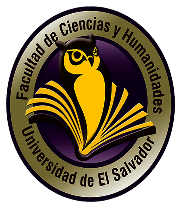 Facultad de Ciencias y Humanidades
Universidad de El Salvador